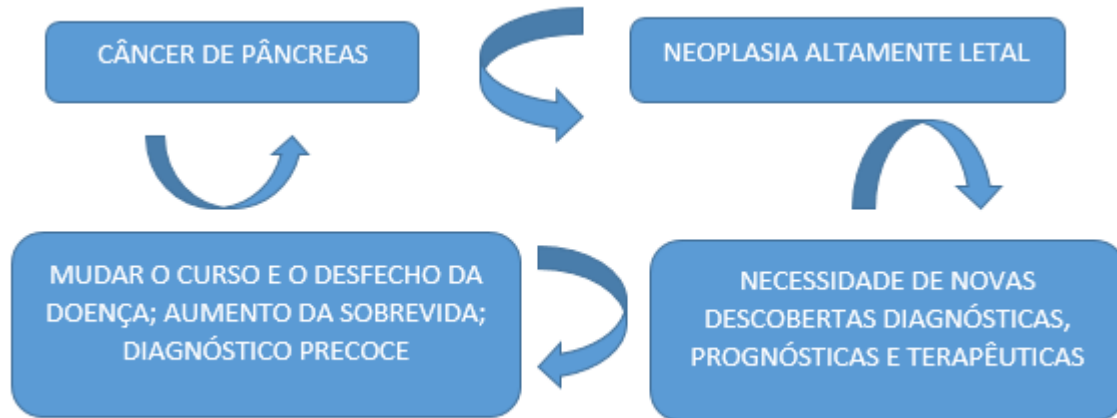 CÂNCER DE PÂNCREAS
NEOPLASIA ALTAMENTE LETAL
MUDAR O CURSO E O DESFECHO DA
DOENÇA; AUMENTO DA SOBREVIDA;
DIAGNÓSTICO PRECOCE
NECESSIDADE DE NOVAS
DESCOBERTAS DIAGNÓSTICAS,
PROGNÓSTICAS E TERAPÊUTICAS